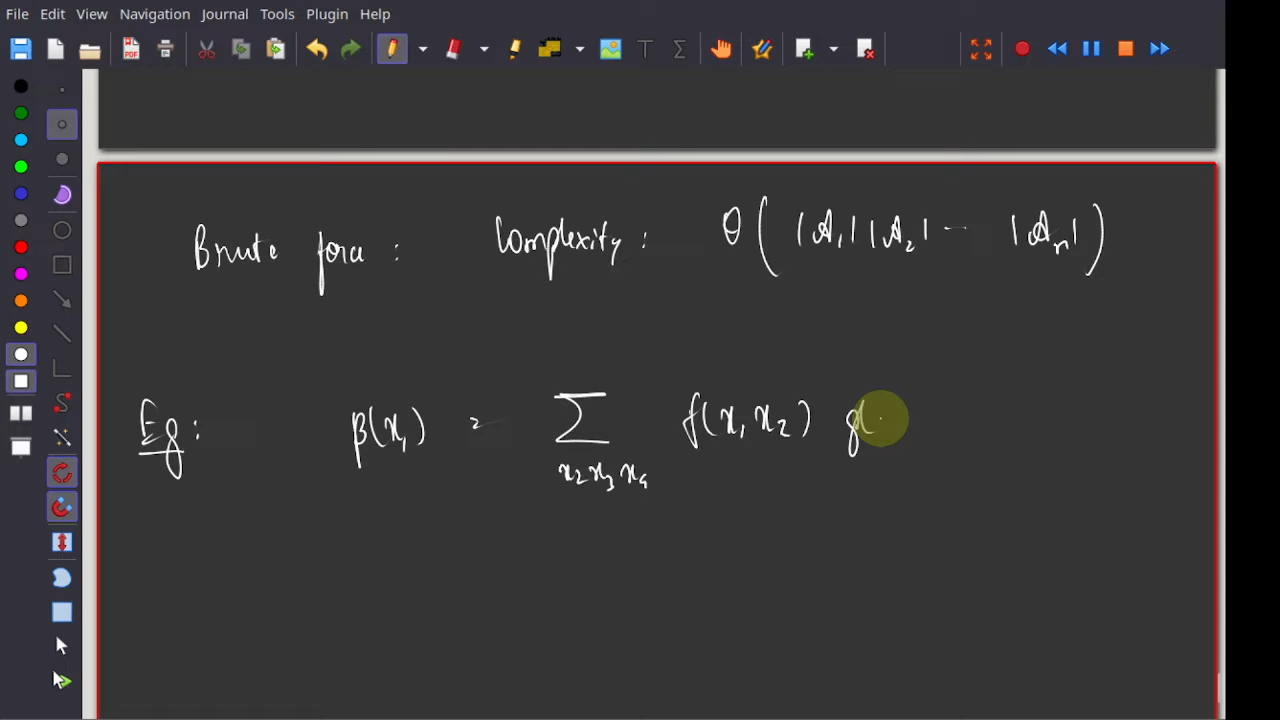 File Edit View Navigation Journal Tools Plugin Help
Brute force : Complexity : O( |A₁| |A₂| -- |Aₙ| )
Eg: β(x₁) = ∑ f(x₁ x₂) g(
x₂ x₃ x₄